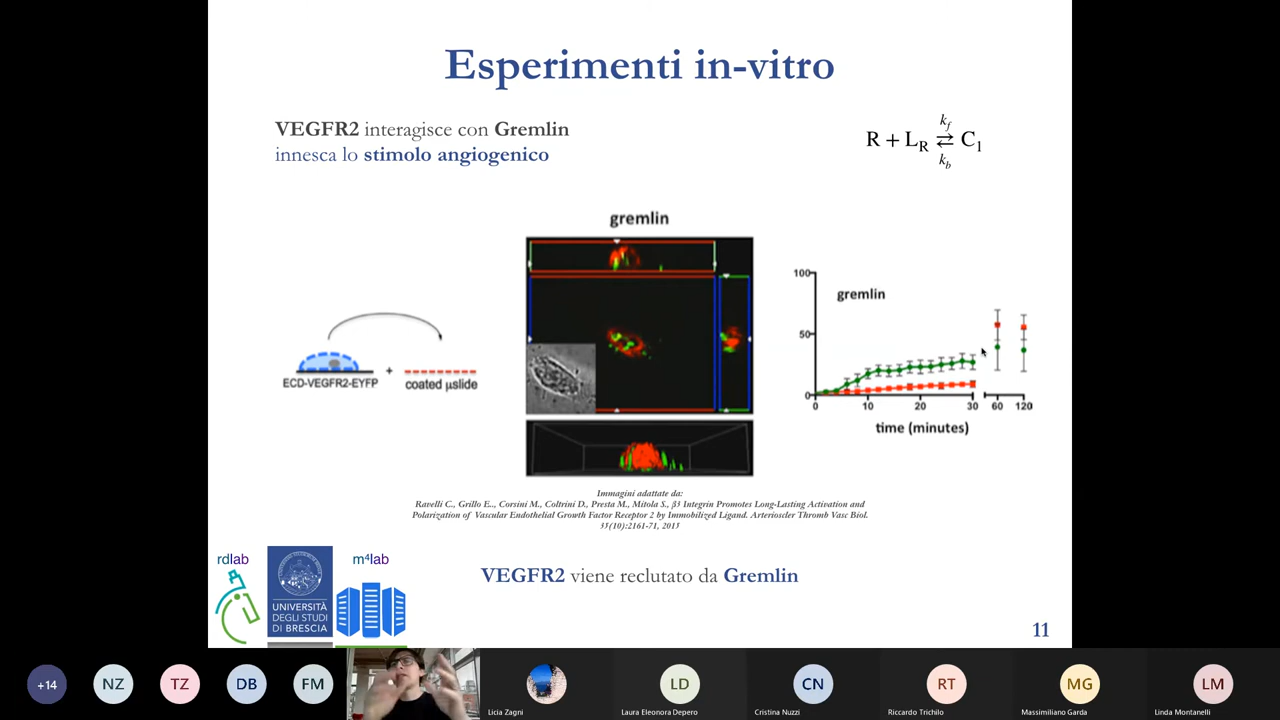 Esperimenti in-vitro
VEGFR2 interagisce con Gremlin
innesca lo stimolo angiogenico
kf
R + LR ⇄ C1
kb
gremlin
ECD-VEGFR2-EYFP
+
coated μslide
100
50
0
gremlin
0 10 20 30 60 120
time (minutes)
Immagini adattate da:
Ravelli C., Grillo E.., Corsini M., Coltrini D., Presta M., Mitola S., β3 Integrin Promotes Long-Lasting Activation and
Polarization of Vascular Endothelial Growth Factor Receptor 2 by Immobilized Ligand. Arterioscler Thromb Vasc Biol.
35(10):2161-71, 2015
VEGFR2 viene reclutato da Gremlin
rdlab
UNIVERSITÀ
DEGLI STUDI
DI BRESCIA
m4lab
11
+14
NZ
TZ
DB
FM
Licia Zagni
LD
Laura Eleonora Depero
CN
Cristina Nuzzi
RT
Riccardo Trichilo
MG
Massimiliano Garda
LM
Linda Montanelli